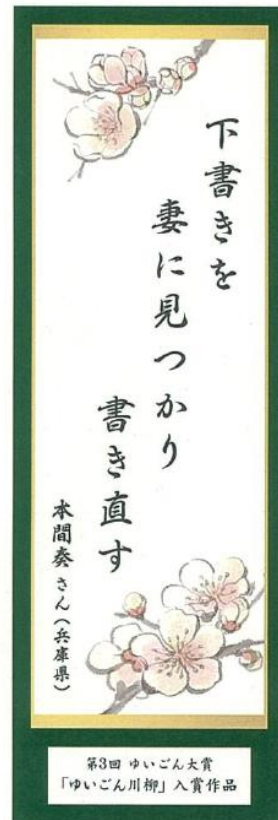 下書きを
妻に見つかり
書き直す
本間奏さん(兵庫県)
第3回 ゆいごん大賞
「ゆいごん川柳」入賞作品